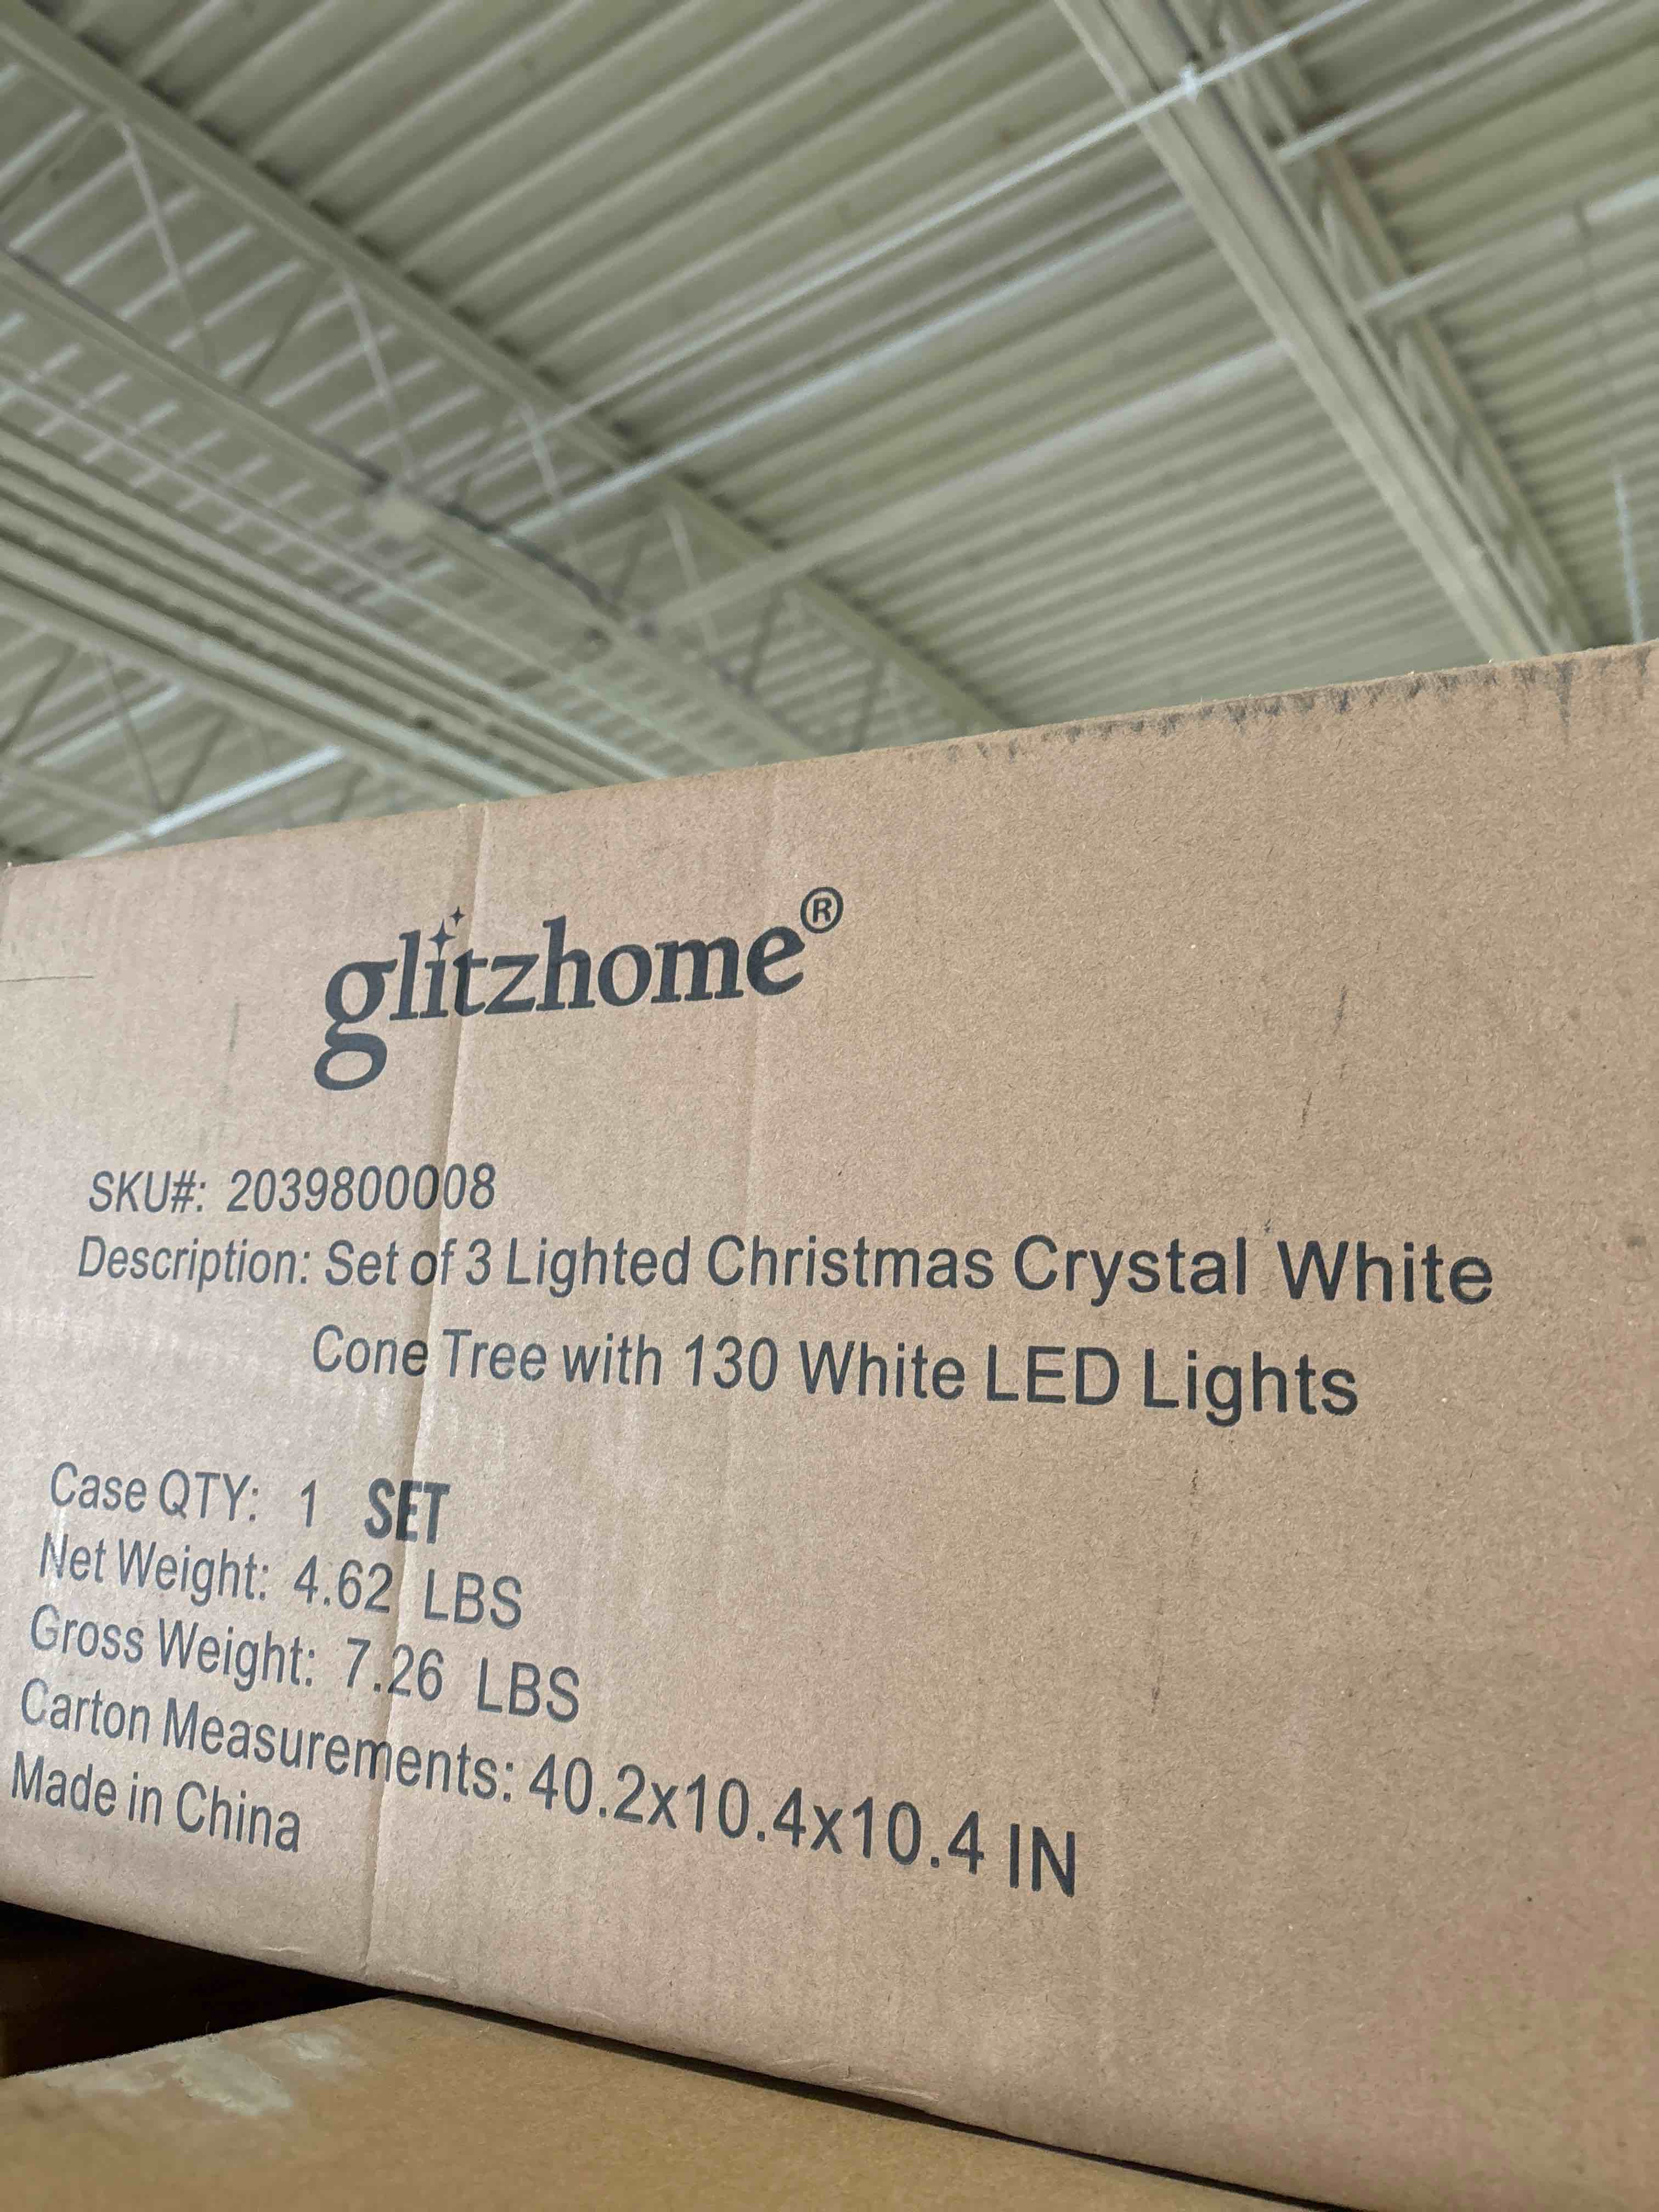 glitzhome®
SKU#: 2039800008
Description: Set of 3 Lighted Christmas Crystal White
Cone Tree with 130 White LED Lights
Case QTY: 1 SET
Net Weight: 4.62 LBS
Gross Weight: 7.26 LBS
Carton Measurements: 40.2x10.4x10.4 IN
Made in China